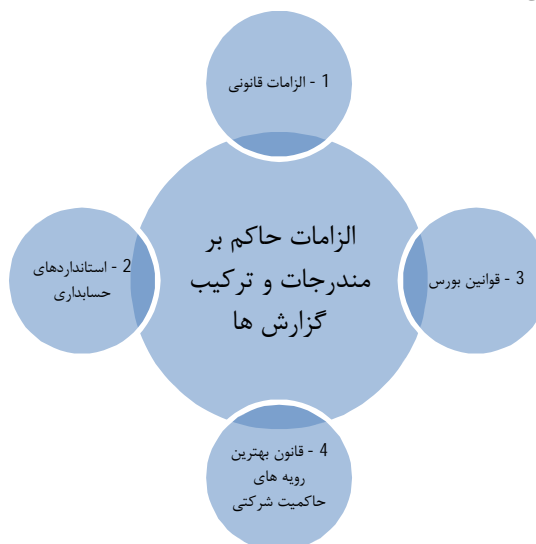 1 - الزامات قانونی
الزامات حاکم بر
مندرجات و ترکیب
گزارش ها
2 - استانداردهای
حسابداری
3 - قوانین بورس
4 - قانون بهترین
رویه های
حاکمیت شرکتی